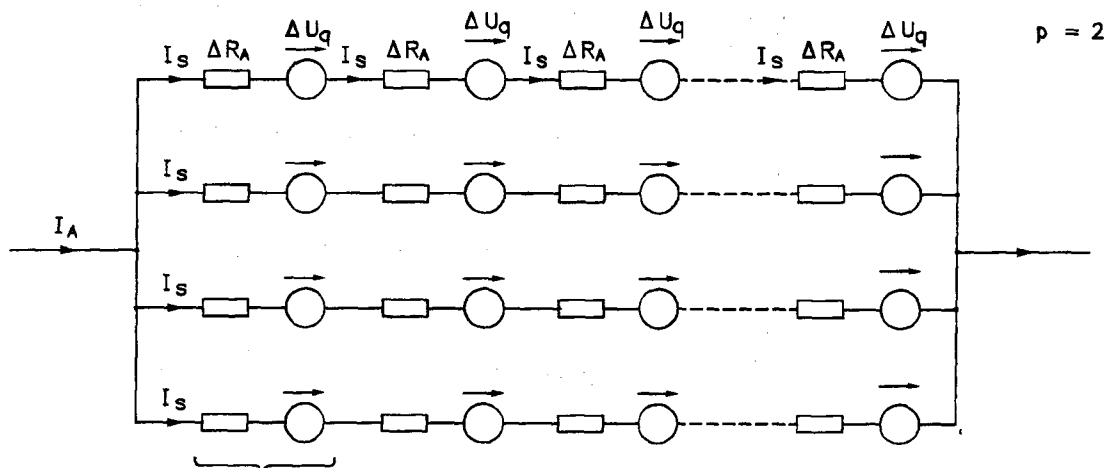 ΔU_q ΔU_q ΔU_q ΔU_q p = 2
I_s ΔR_A I_s ΔR_A I_s ΔR_A I_s ΔR_A
I_s
I_A
I_s
I_s